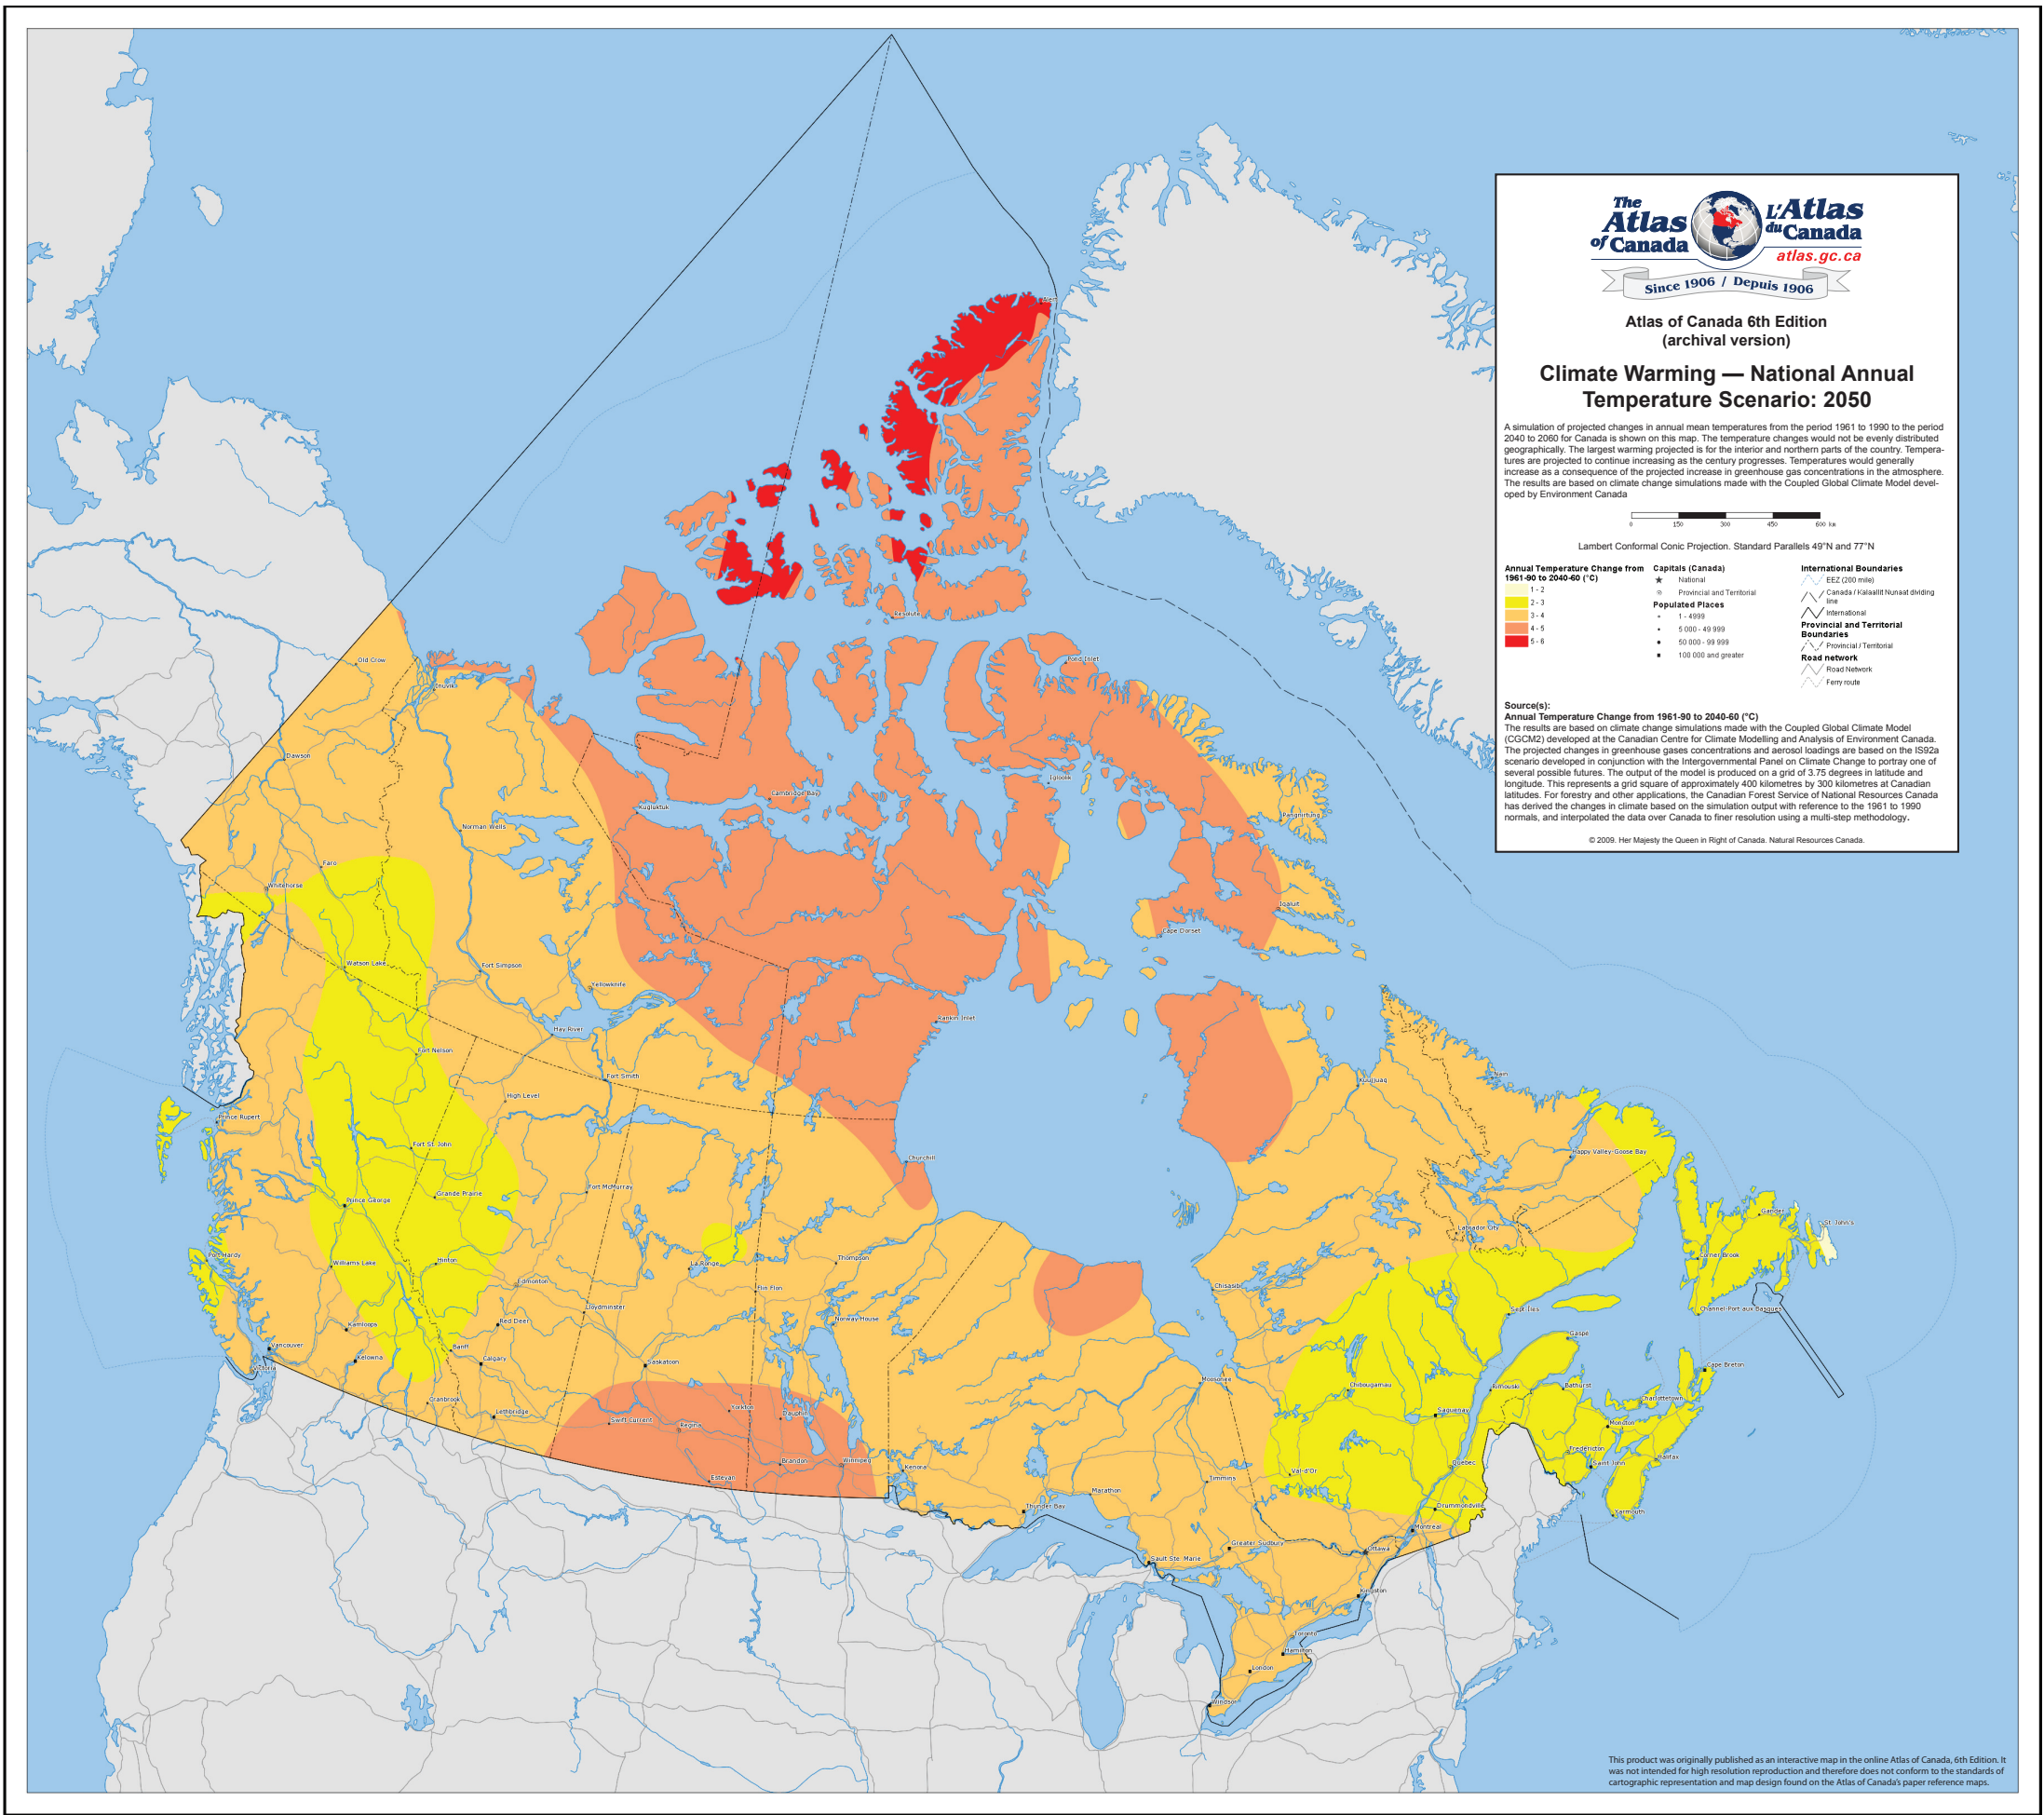 The
Atlas
of Canada
L'Atlas
du Canada
atlas.gc.ca
Since 1906 / Depuis 1906
Atlas of Canada 6th Edition
(archival version)
Climate Warming — National Annual
Temperature Scenario: 2050
A simulation of projected changes in annual mean temperatures from the period 1961 to 1990 to the period
2040 to 2060 for Canada is shown on this map. The temperature changes would not be evenly distributed
geographically. The largest warming projected is for the interior and northern parts of the country. Tempera-
tures are projected to continue increasing as the century progresses. Temperatures would generally
increase as a consequence of the projected increase in greenhouse gas concentrations in the atmosphere.
The results are based on climate change simulations made with the Coupled Global Climate Model devel-
oped by Environment Canada
0 150 300 450 600 km
Lambert Conformal Conic Projection. Standard Parallels 49°N and 77°N
Annual Temperature Change from
1961-90 to 2040-60 (°C)
1 - 2
2 - 3
3 - 4
4 - 5
5 - 6
Capitals (Canada)
National
Provincial and Territorial
Populated Places
1 - 4999
5 000 - 49 999
50 000 - 99 999
100 000 and greater
International Boundaries
EEZ (200 mile)
Canada / Kalaallit Nunaat dividing
line
International
Provincial and Territorial
Boundaries
Provincial / Territorial
Road network
Road Network
Ferry route
Source(s):
Annual Temperature Change from 1961-90 to 2040-60 (°C)
The results are based on climate change simulations made with the Coupled Global Climate Model
(CGCM2) developed at the Canadian Centre for Climate Modelling and Analysis of Environment Canada.
The projected changes in greenhouse gases concentrations and aerosol loadings are based on the IS92a
scenario developed in conjunction with the Intergovernmental Panel on Climate Change to portray one of
several possible futures. The output of the model is produced on a grid of 3.75 degrees in latitude and
longitude. This represents a grid square of approximately 400 kilometres by 300 kilometres at Canadian
latitudes. For forestry and other applications, the Canadian Forest Service of Natural Resources Canada
has derived the changes in climate based on the simulation output with reference to the 1961 to 1990
normals, and interpolated the data over Canada to finer resolution using a multi-step methodology.
© 2009. Her Majesty the Queen in Right of Canada. Natural Resources Canada.
Alert
Resolute
Old Crow
Inuvik
Pond Inlet
Dawson
Igloolik
Cambridge Bay
Kugluktuk
Pangnirtung
Norman Wells
Faro
Whitehorse
Iqaluit
Cape Dorset
Watson Lake
Fort Simpson
Yellowknife
Rankin Inlet
Hay River
Fort Nelson
Fort Smith
Kuujjuaq
Nain
High Level
Prince Rupert
Fort St. John
Happy Valley-Goose Bay
Churchill
Fort McMurray
Grande Prairie
Prince George
Gander
St. John's
Labrador City
Port Hardy
Corner Brook
Thompson
Hinton
Williams Lake
La Ronge
Edmonton
Chisasibi
Flin Flon
Lloydminster
Sept-Iles
Channel-Port aux Basques
Norway House
Red Deer
Kamloops
Gaspe
Vancouver
Banff
Kelowna
Calgary
Saskatoon
Cape Breton
Victoria
Moosonee
Chibougamau
Rimouski
Bathurst
Cranbrook
Charlottetown
Lethbridge
Yorkton
Dauphin
Swift Current
Saguenay
Regina
Moncton
Fredericton
Halifax
Brandon
Winnipeg
Kenora
Quebec
Saint John
Val-d'Or
Estevan
Timmins
Marathon
Thunder Bay
Drummondville
Yarmouth
Montreal
Greater Sudbury
Ottawa
Sault Ste. Marie
Kingston
Toronto
Hamilton
London
Windsor
This product was originally published as an interactive map in the online Atlas of Canada, 6th Edition. It
was not intended for high resolution reproduction and therefore does not conform to the standards of
cartographic representation and map design found on the Atlas of Canada's paper reference maps.